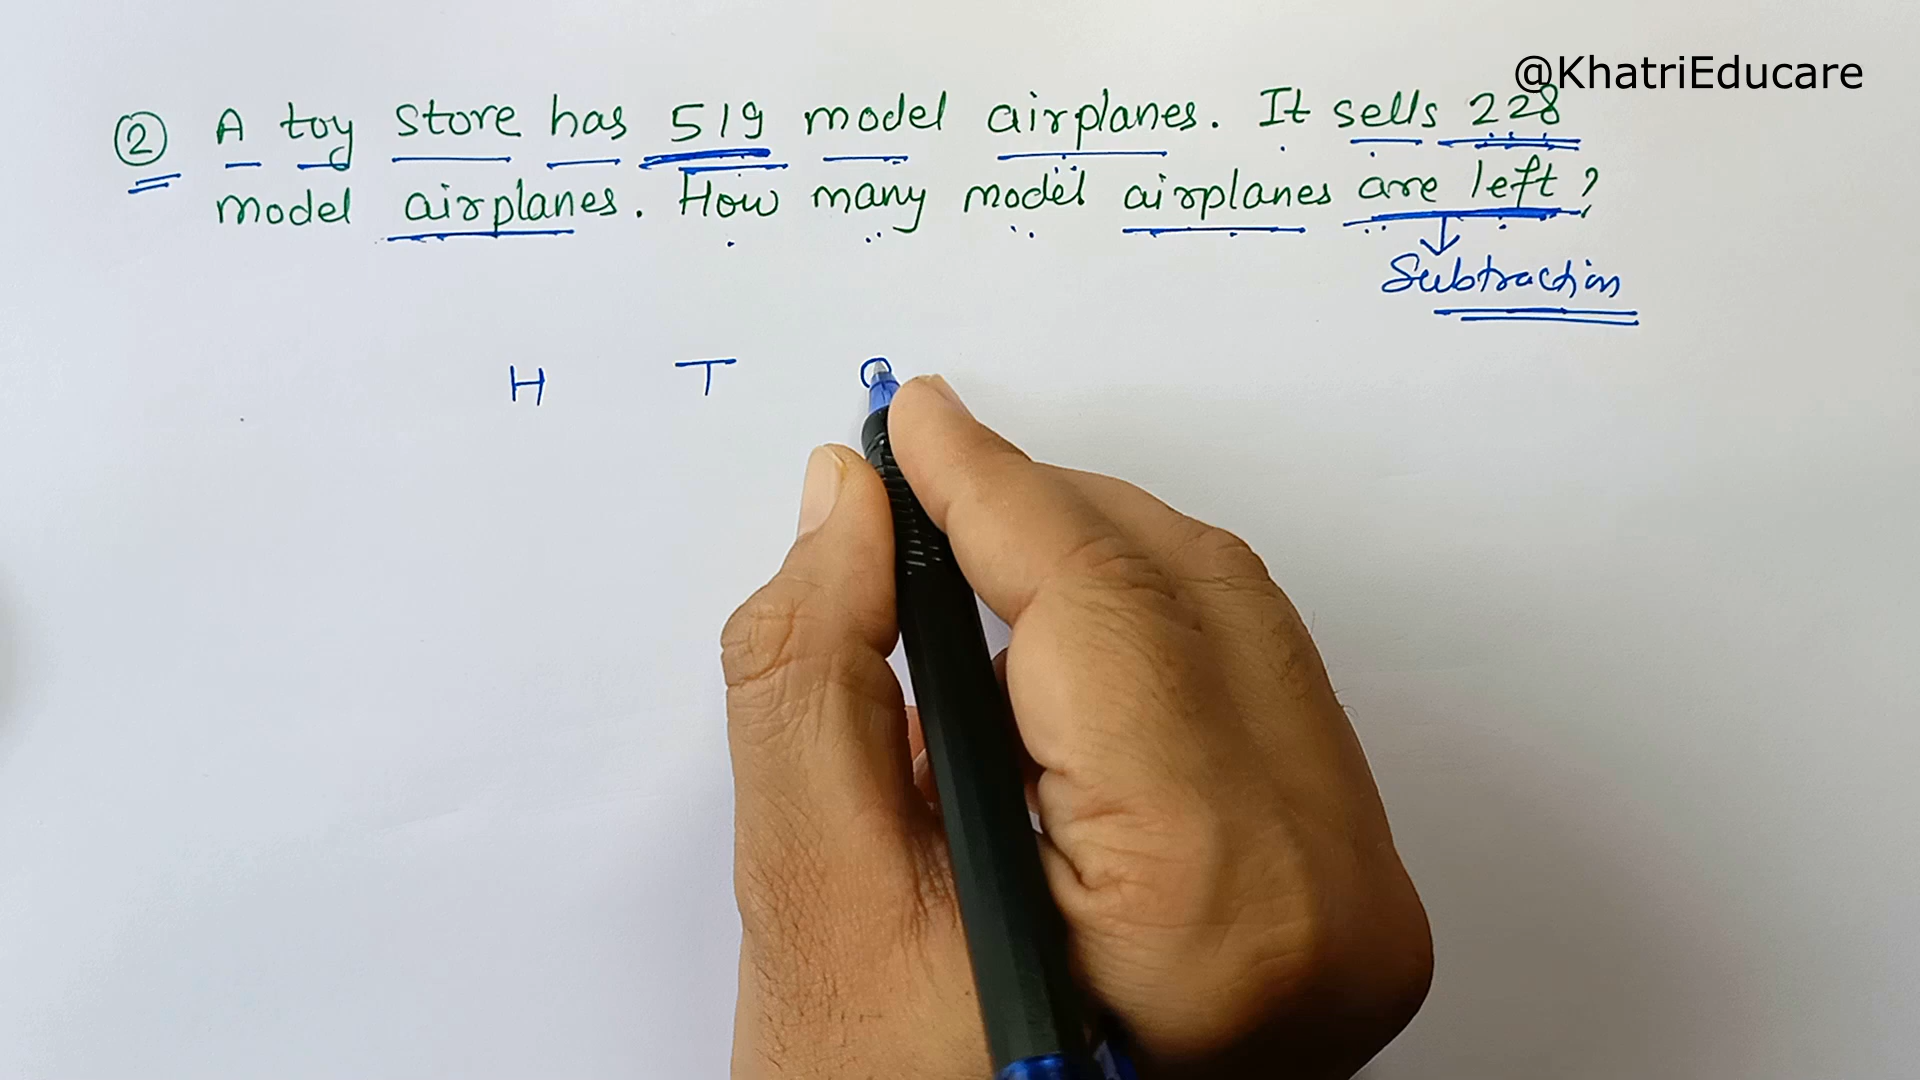 @KhatriEducare
② A toy store has 519 model airplanes. It sells 228
model airplanes. How many model airplanes are left?
Subtraction
H T O